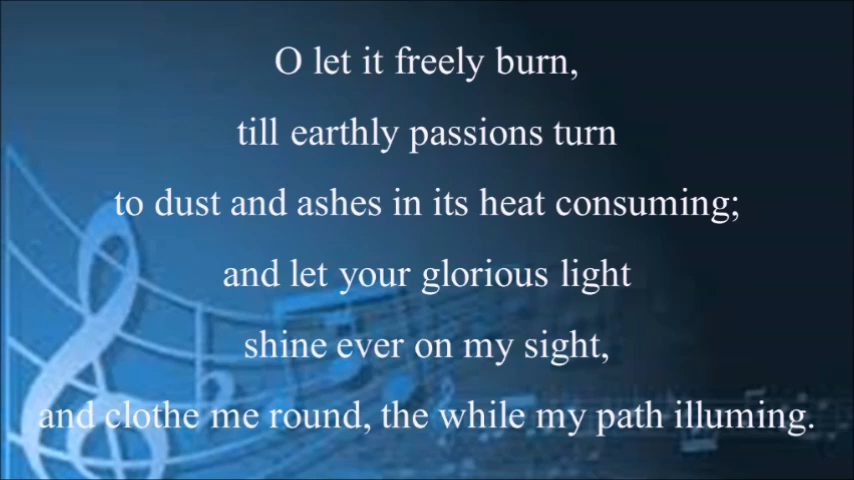 O let it freely burn,
till earthly passions turn
to dust and ashes in its heat consuming;
and let your glorious light
shine ever on my sight,
and clothe me round, the while my path illuming.